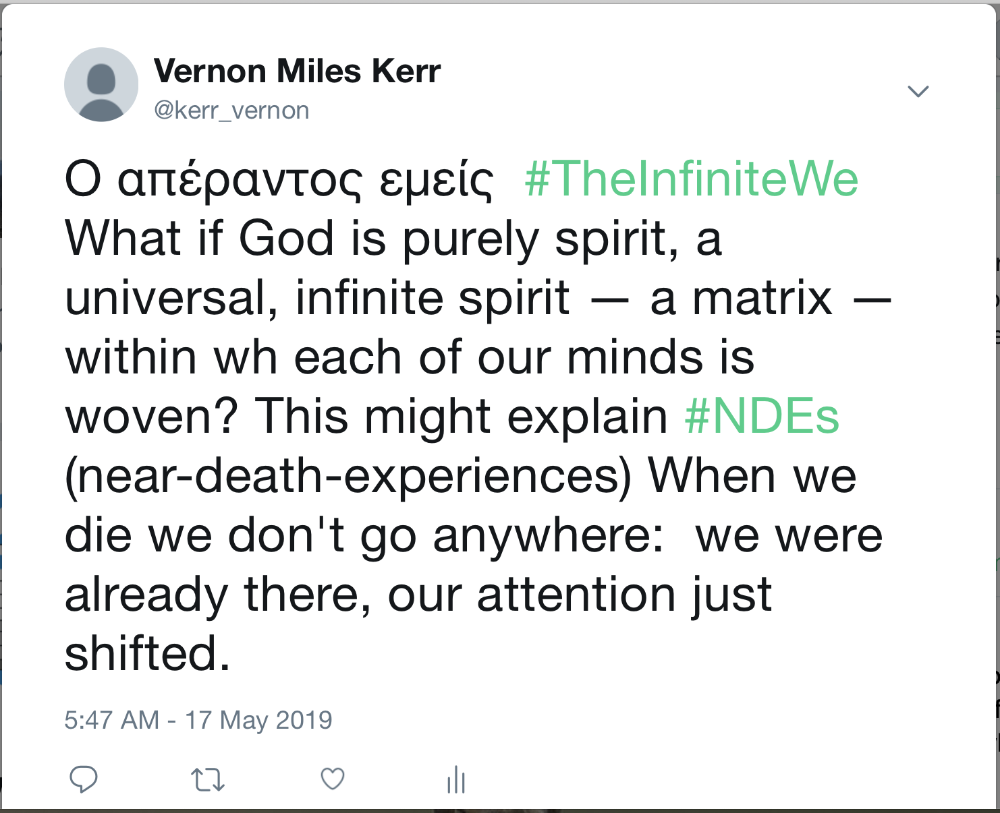 Vernon Miles Kerr
@kerr_vernon
Ο απέραντος εμείς  #TheInfiniteWe
What if God is purely spirit, a
universal, infinite spirit — a matrix —
within wh each of our minds is
woven? This might explain #NDEs
(near-death-experiences) When we
die we don't go anywhere:  we were
already there, our attention just
shifted.
5:47 AM - 17 May 2019